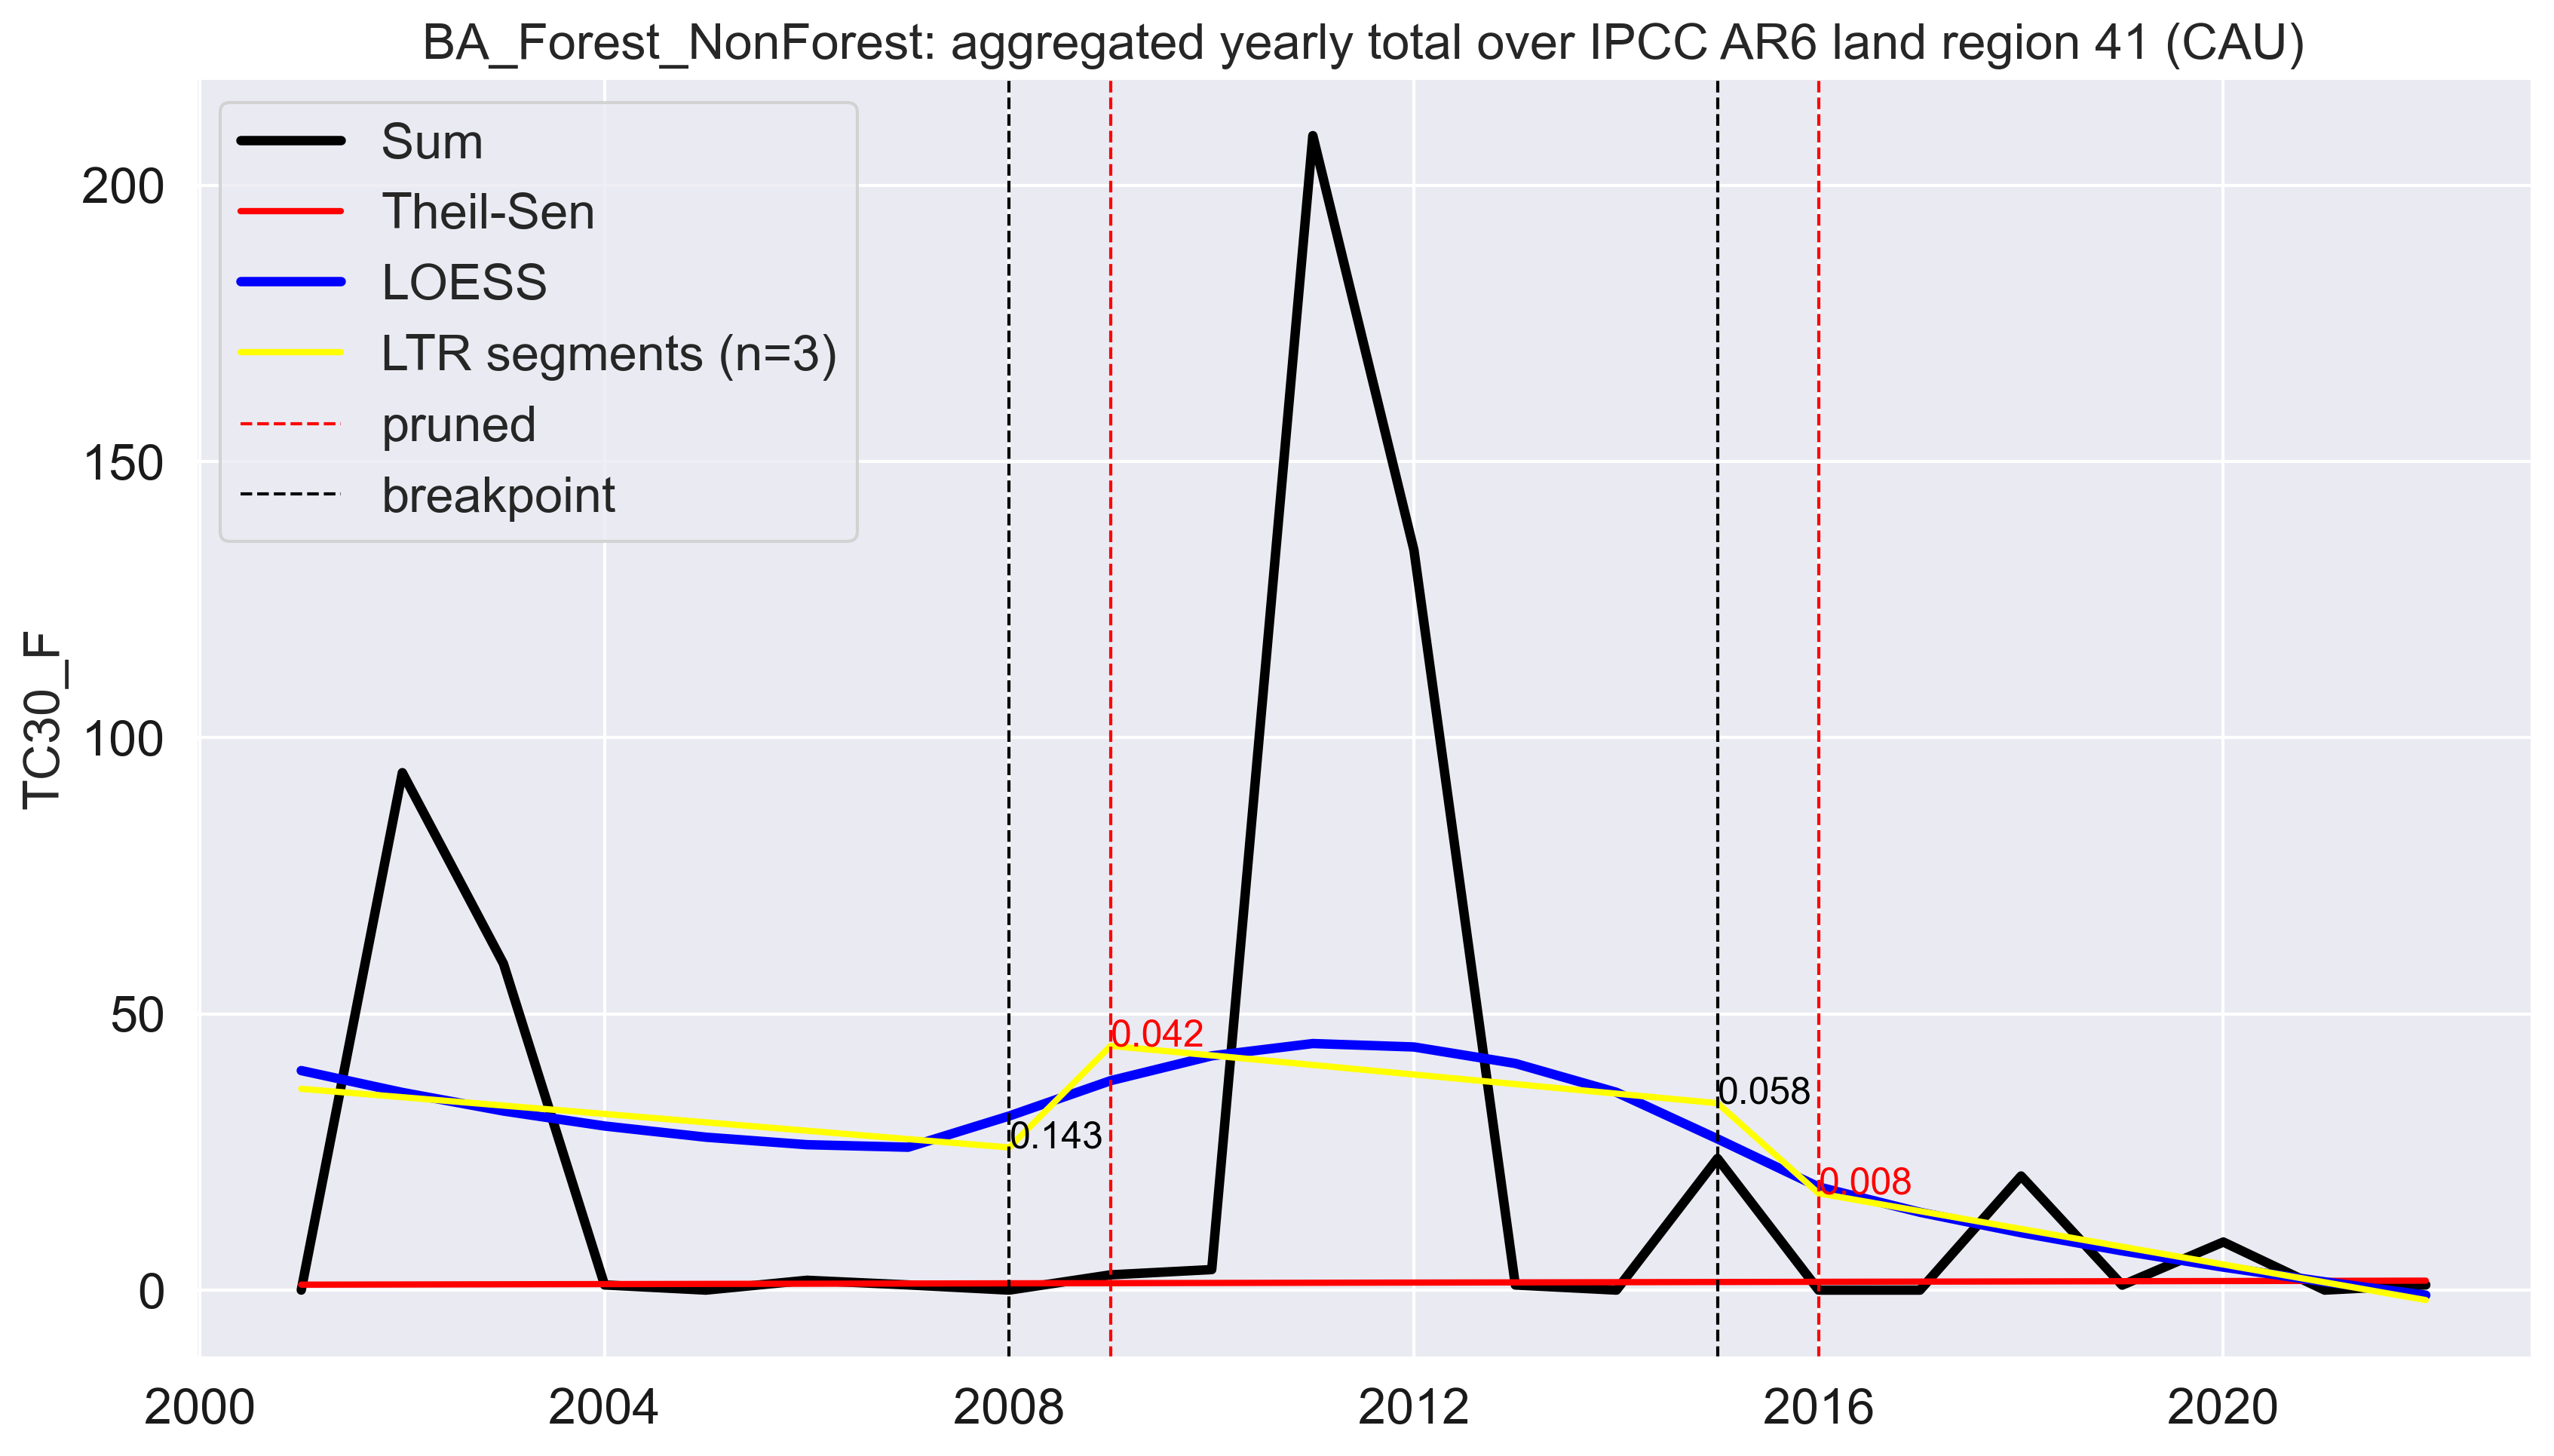 BA_Forest_NonForest: aggregated yearly total over IPCC AR6 land region 41 (CAU)
Sum
Theil-Sen
LOESS
LTR segments (n=3)
pruned
breakpoint
TC30_F
200
150
100
50
0
0.042
0.143
0.058
0.008
2000
2004
2008
2012
2016
2020